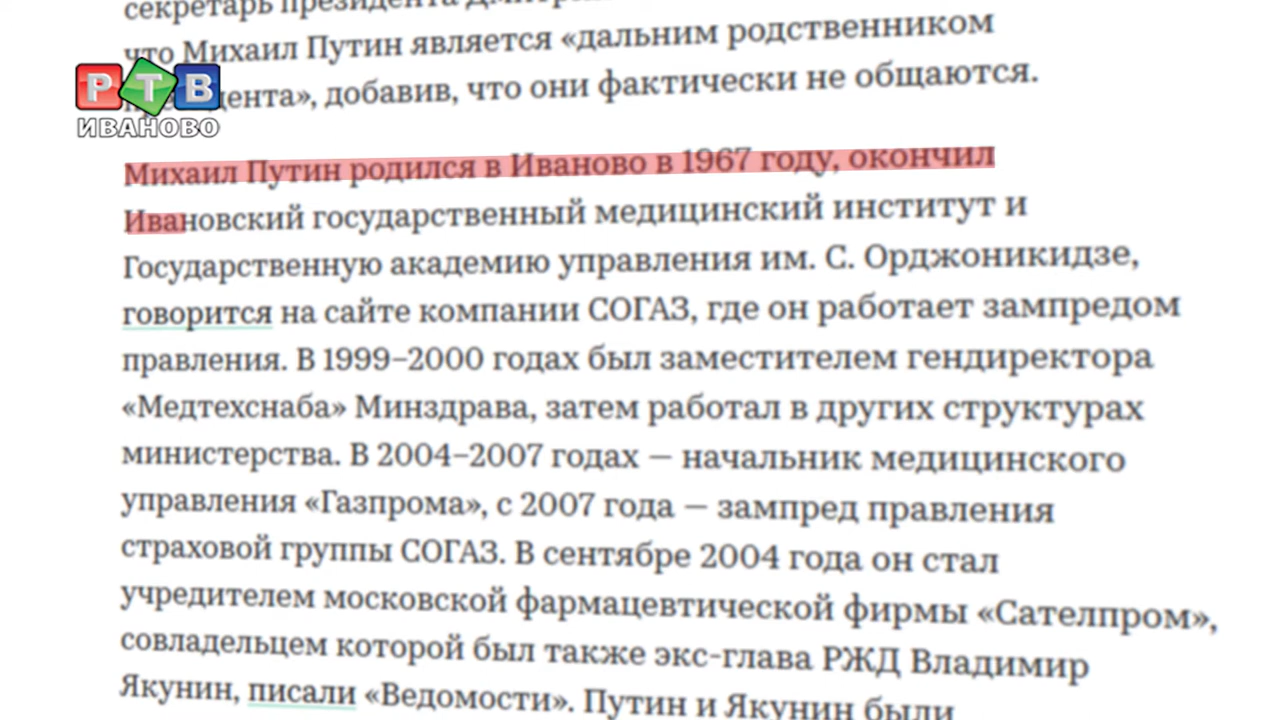 секретарь президента
что Михаил Путин является «дальним родственником
РТВ
ИВАНОВО
президента», добавив, что они фактически не общаются.
Михаил Путин родился в Иваново в 1967 году, окончил
Ивановский государственный медицинский институт и
Государственную академию управления им. С. Орджоникидзе,
говорится на сайте компании СОГАЗ, где он работает зампредом
правления. В 1999–2000 годах был заместителем гендиректора
«Медтехснаба» Минздрава, затем работал в других структурах
министерства. В 2004–2007 годах — начальник медицинского
управления «Газпрома», с 2007 года — зампред правления
страховой группы СОГАЗ. В сентябре 2004 года он стал
учредителем московской фармацевтической фирмы «Сателпром»,
совладельцем которой был также экс-глава РЖД Владимир
Якунин, писали «Ведомости». Путин и Якунин были